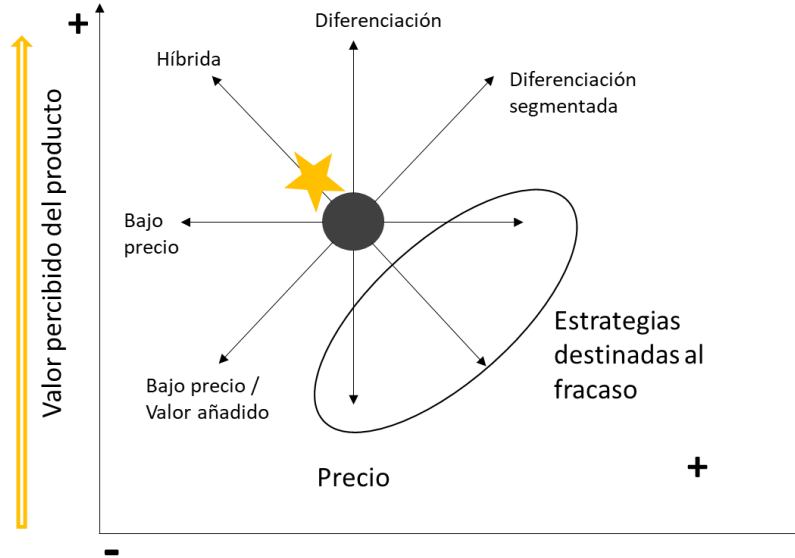 +
Diferenciación
Híbrida
Diferenciación
segmentada
Valor percibido del producto
Bajo
precio
Estrategias
destinadas al
fracaso
Bajo precio /
Valor añadido
Precio
+
-